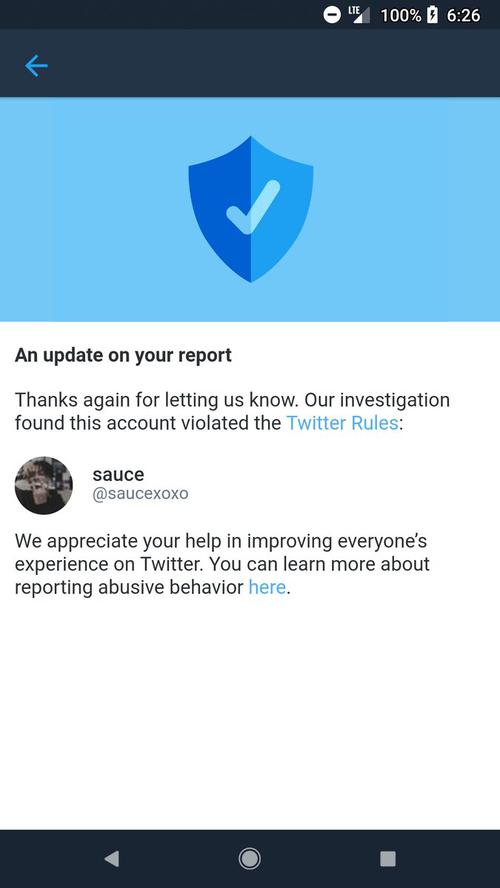 LTE 100% 6:26
An update on your report
Thanks again for letting us know. Our investigation
found this account violated the Twitter Rules:
sauce
@saucexoxo
We appreciate your help in improving everyone’s
experience on Twitter. You can learn more about
reporting abusive behavior here.